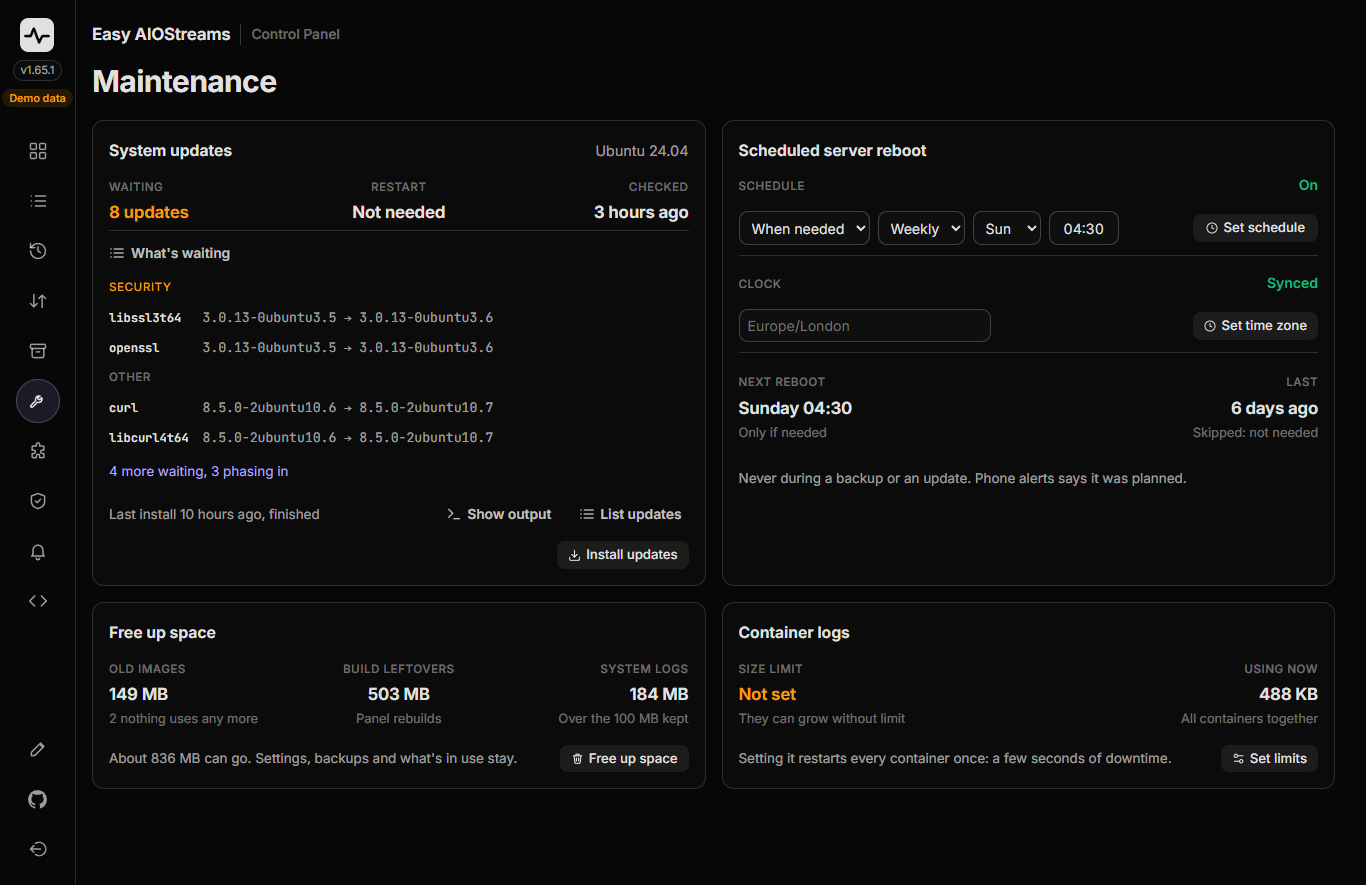 Easy AIOStreams | Control Panel
v1.65.1
Demo data
Maintenance
System updates Ubuntu 24.04
WAITING RESTART CHECKED
8 updates Not needed 3 hours ago
What's waiting
SECURITY
libssl3t64 3.0.13-0ubuntu3.5 → 3.0.13-0ubuntu3.6
openssl 3.0.13-0ubuntu3.5 → 3.0.13-0ubuntu3.6
OTHER
curl 8.5.0-2ubuntu10.6 → 8.5.0-2ubuntu10.7
libcurl4t64 8.5.0-2ubuntu10.6 → 8.5.0-2ubuntu10.7
4 more waiting, 3 phasing in
Last install 10 hours ago, finished Show output List updates
Install updates
Scheduled server reboot
SCHEDULE On
When needed Weekly Sun 04:30 Set schedule
CLOCK Synced
Europe/London Set time zone
NEXT REBOOT LAST
Sunday 04:30 6 days ago
Only if needed Skipped: not needed
Never during a backup or an update. Phone alerts says it was planned.
Free up space
OLD IMAGES BUILD LEFTOVERS SYSTEM LOGS
149 MB 503 MB 184 MB
2 nothing uses any more Panel rebuilds Over the 100 MB kept
About 836 MB can go. Settings, backups and what's in use stay. Free up space
Container logs
SIZE LIMIT USING NOW
Not set 488 KB
They can grow without limit All containers together
Setting it restarts every container once: a few seconds of downtime. Set limits